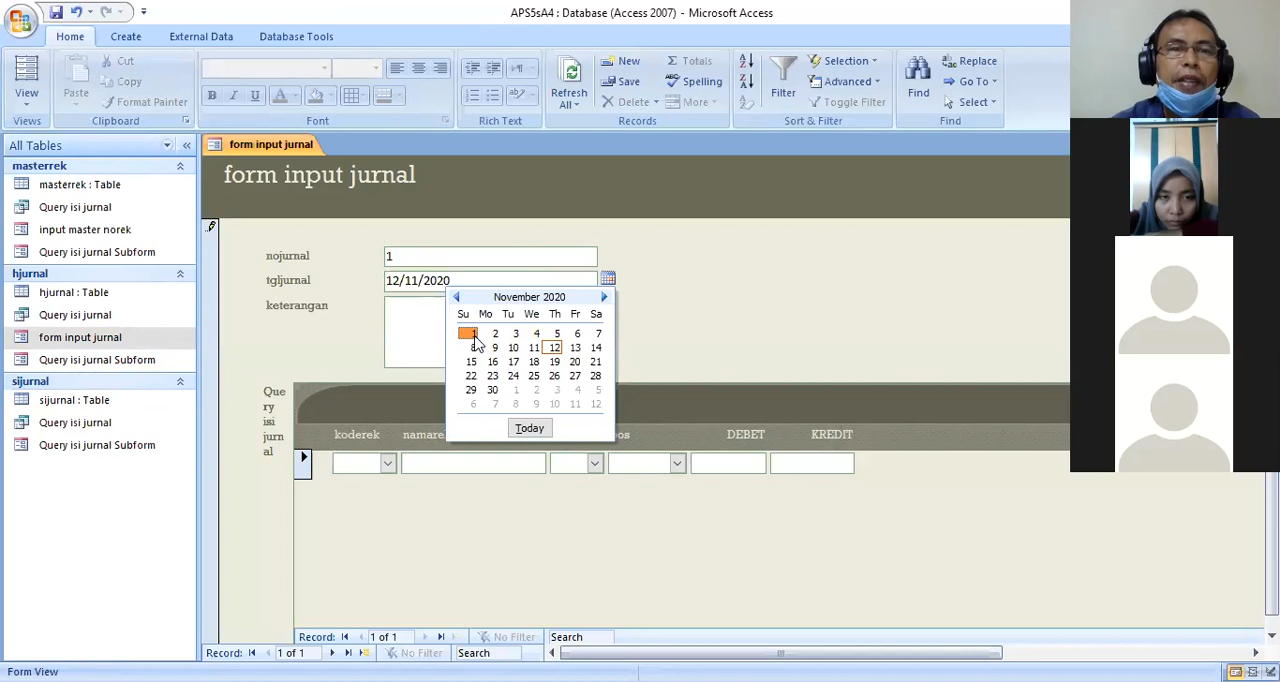 APS5sA4 : Database (Access 2007) - Microsoft Access
Home Create External Data Database Tools
View
Views
Paste
Cut
Copy
Format Painter
Clipboard
B I U A
Font
Rich Text
Refresh
All
New
Save
Delete
Totals
Spelling
More
Records
Filter
Selection
Advanced
Toggle Filter
Sort & Filter
Find
Replace
Go To
Select
Find
All Tables
masterrek
masterrek : Table
Query isi jurnal
input master norek
Query isi jurnal Subform
hjurnal
hjurnal : Table
Query isi jurnal
form input jurnal
Query isi jurnal Subform
sijurnal
sijurnal : Table
Query isi jurnal
Query isi jurnal Subform
form input jurnal
form input jurnal
nojurnal 1
tgljurnal 12/11/2020
keterangan
November 2020
Su Mo Tu We Th Fr Sa
1 2 3 4 5 6 7
8 9 10 11 12 13 14
15 16 17 18 19 20 21
22 23 24 25 26 27 28
29 30 1 2 3 4 5
6 7 8 9 10 11 12
Today
Que
ry
isi
jurn
al
koderek namare os DEBET KREDIT
Record: 1 of 1 No Filter Search
Record: 1 of 1 No Filter Search
Form View